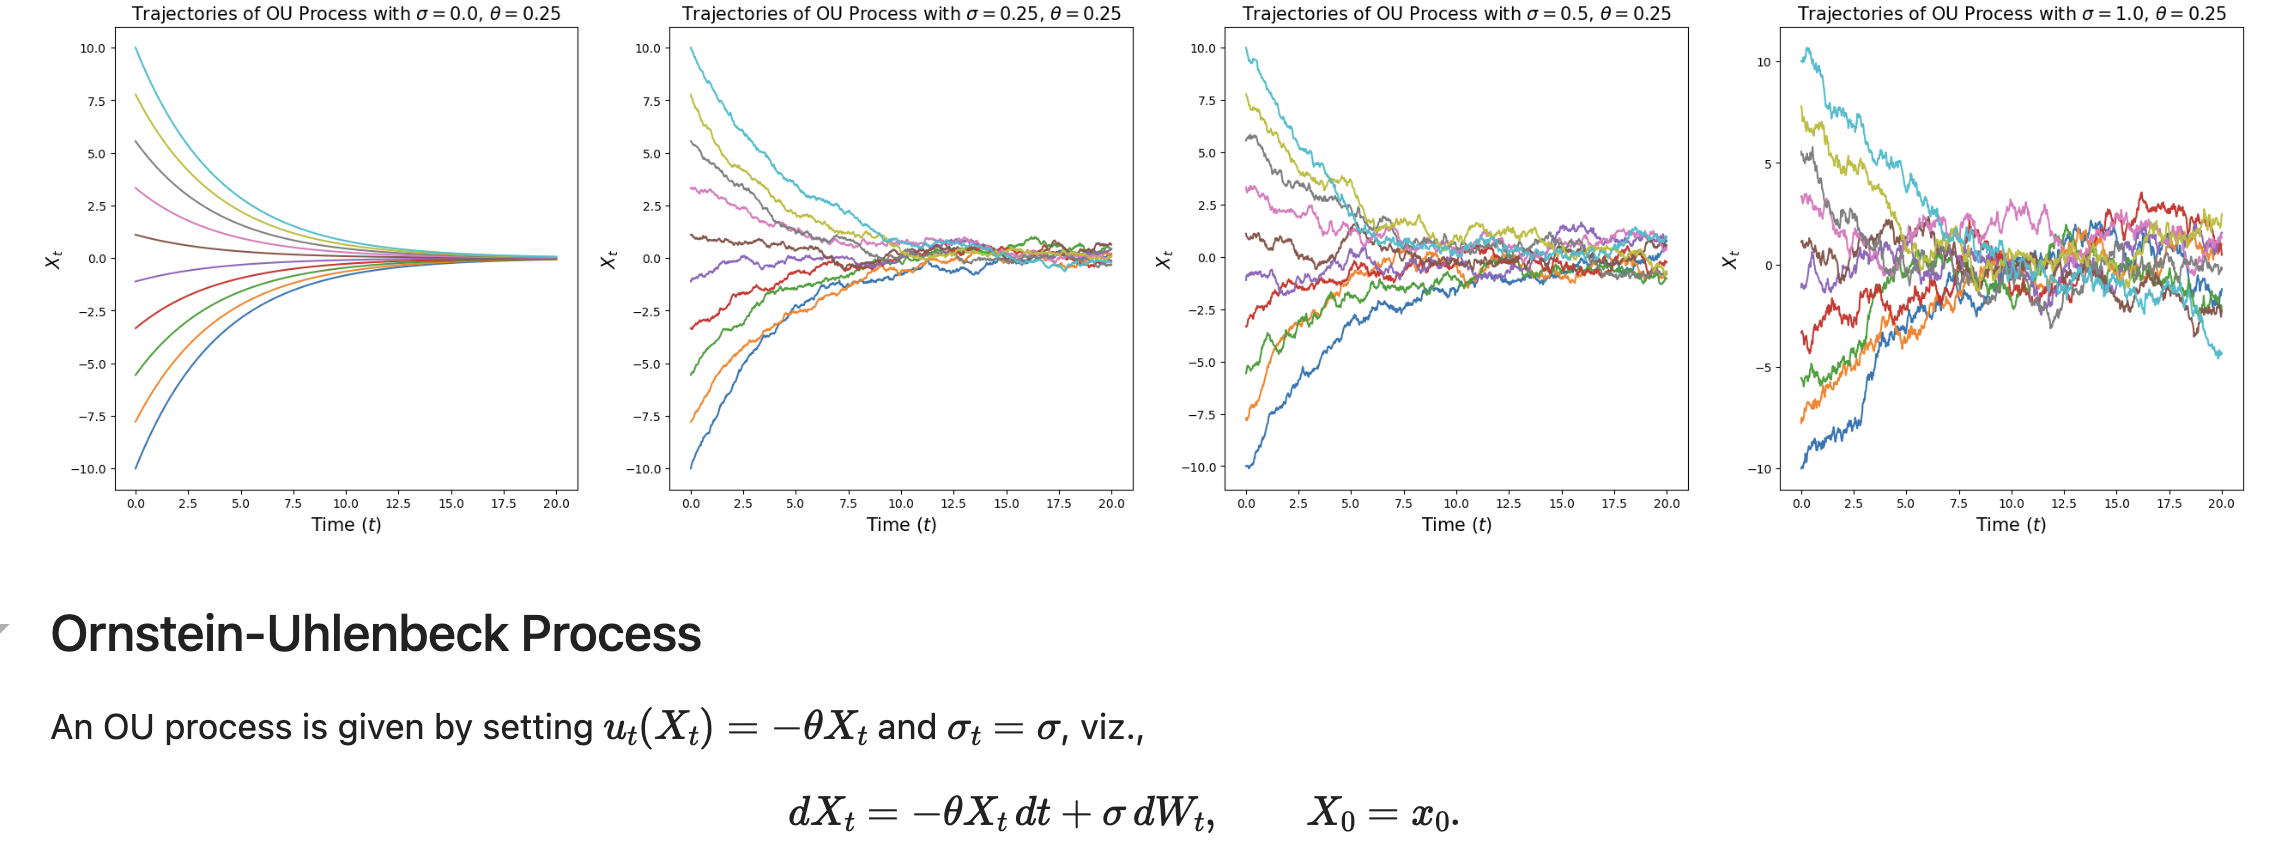 Trajectories of OU Process with σ = 0.0, θ = 0.25
10.0
7.5
5.0
2.5
0.0
−2.5
−5.0
−7.5
−10.0
X_t
0.0 2.5 5.0 7.5 10.0 12.5 15.0 17.5 20.0
Time (t)
Trajectories of OU Process with σ = 0.25, θ = 0.25
10.0
7.5
5.0
2.5
0.0
−2.5
−5.0
−7.5
−10.0
X_t
0.0 2.5 5.0 7.5 10.0 12.5 15.0 17.5 20.0
Time (t)
Trajectories of OU Process with σ = 0.5, θ = 0.25
10.0
7.5
5.0
2.5
0.0
−2.5
−5.0
−7.5
−10.0
X_t
0.0 2.5 5.0 7.5 10.0 12.5 15.0 17.5 20.0
Time (t)
Trajectories of OU Process with σ = 1.0, θ = 0.25
10
5
0
−5
−10
X_t
0.0 2.5 5.0 7.5 10.0 12.5 15.0 17.5 20.0
Time (t)
Ornstein-Uhlenbeck Process
An OU process is given by setting u_t(X_t) = −θX_t and σ_t = σ, viz.,
dX_t = −θX_t dt + σ dW_t, X_0 = x_0.